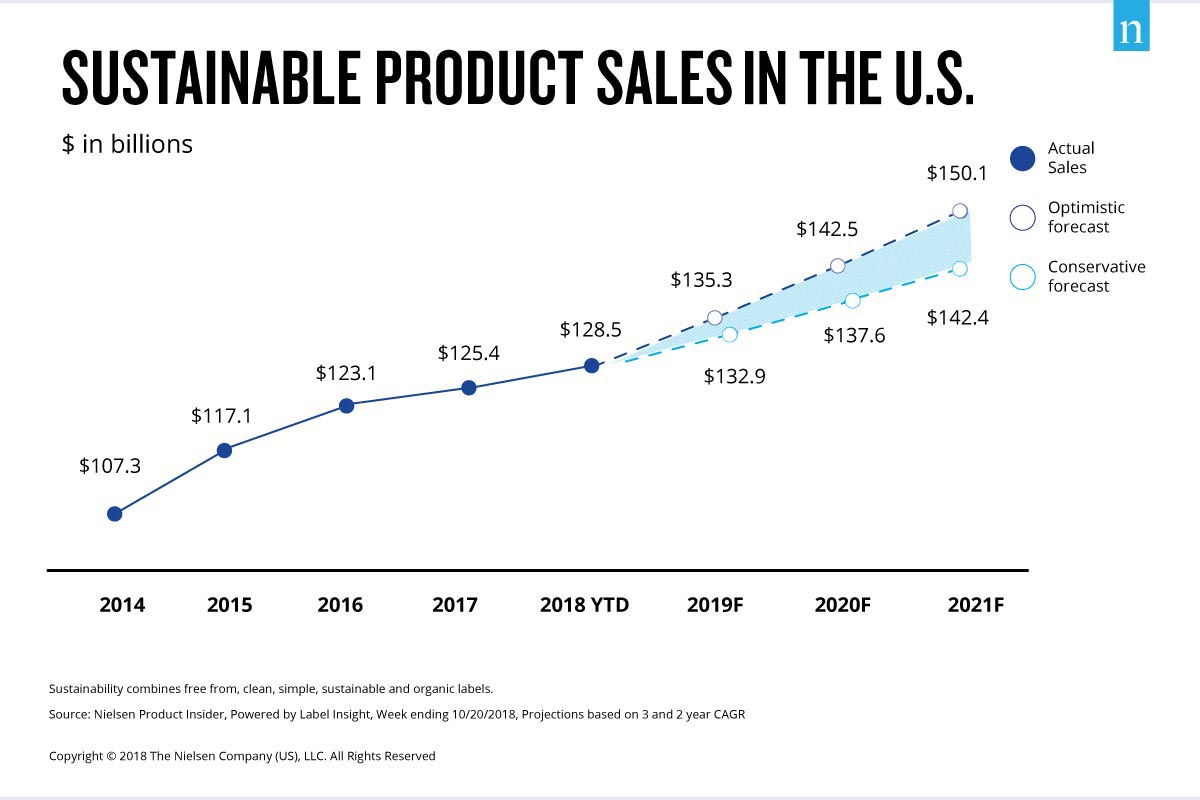 n
SUSTAINABLE PRODUCT SALES IN THE U.S.
$ in billions
Actual
Sales
Optimistic
forecast
Conservative
forecast
$107.3
$117.1
$123.1
$125.4
$128.5
$135.3
$132.9
$142.5
$137.6
$150.1
$142.4
2014
2015
2016
2017
2018 YTD
2019F
2020F
2021F
Sustainability combines free from, clean, simple, sustainable and organic labels.
Source: Nielsen Product Insider, Powered by Label Insight, Week ending 10/20/2018, Projections based on 3 and 2 year CAGR
Copyright © 2018 The Nielsen Company (US), LLC. All Rights Reserved